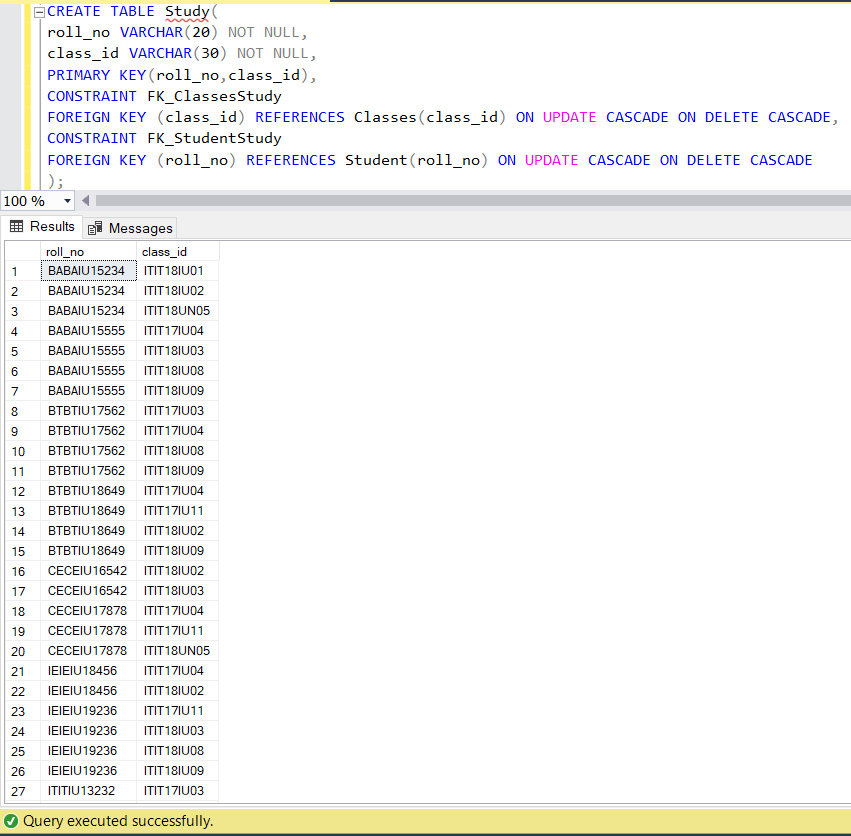 CREATE TABLE Study(
roll_no VARCHAR(20) NOT NULL,
class_id VARCHAR(30) NOT NULL,
PRIMARY KEY(roll_no,class_id),
CONSTRAINT FK_ClassesStudy
FOREIGN KEY (class_id) REFERENCES Classes(class_id) ON UPDATE CASCADE ON DELETE CASCADE,
CONSTRAINT FK_StudentStudy
FOREIGN KEY (roll_no) REFERENCES Student(roll_no) ON UPDATE CASCADE ON DELETE CASCADE
);
100 %
Results Messages
roll_no class_id
1 BABAIU15234 ITIT18IU01
2 BABAIU15234 ITIT18IU02
3 BABAIU15234 ITIT18UN05
4 BABAIU15555 ITIT17IU04
5 BABAIU15555 ITIT18IU03
6 BABAIU15555 ITIT18IU08
7 BABAIU15555 ITIT18IU09
8 BTBTIU17562 ITIT17IU03
9 BTBTIU17562 ITIT17IU04
10 BTBTIU17562 ITIT18IU08
11 BTBTIU17562 ITIT18IU09
12 BTBTIU18649 ITIT17IU04
13 BTBTIU18649 ITIT17IU11
14 BTBTIU18649 ITIT18IU02
15 BTBTIU18649 ITIT18IU09
16 CECEIU16542 ITIT18IU02
17 CECEIU16542 ITIT18IU03
18 CECEIU17878 ITIT17IU04
19 CECEIU17878 ITIT17IU11
20 CECEIU17878 ITIT18UN05
21 IEIEIU18456 ITIT17IU04
22 IEIEIU18456 ITIT18IU02
23 IEIEIU19236 ITIT17IU11
24 IEIEIU19236 ITIT18IU03
25 IEIEIU19236 ITIT18IU08
26 IEIEIU19236 ITIT18IU09
27 ITITIU13232 ITIT17IU03
Query executed successfully.